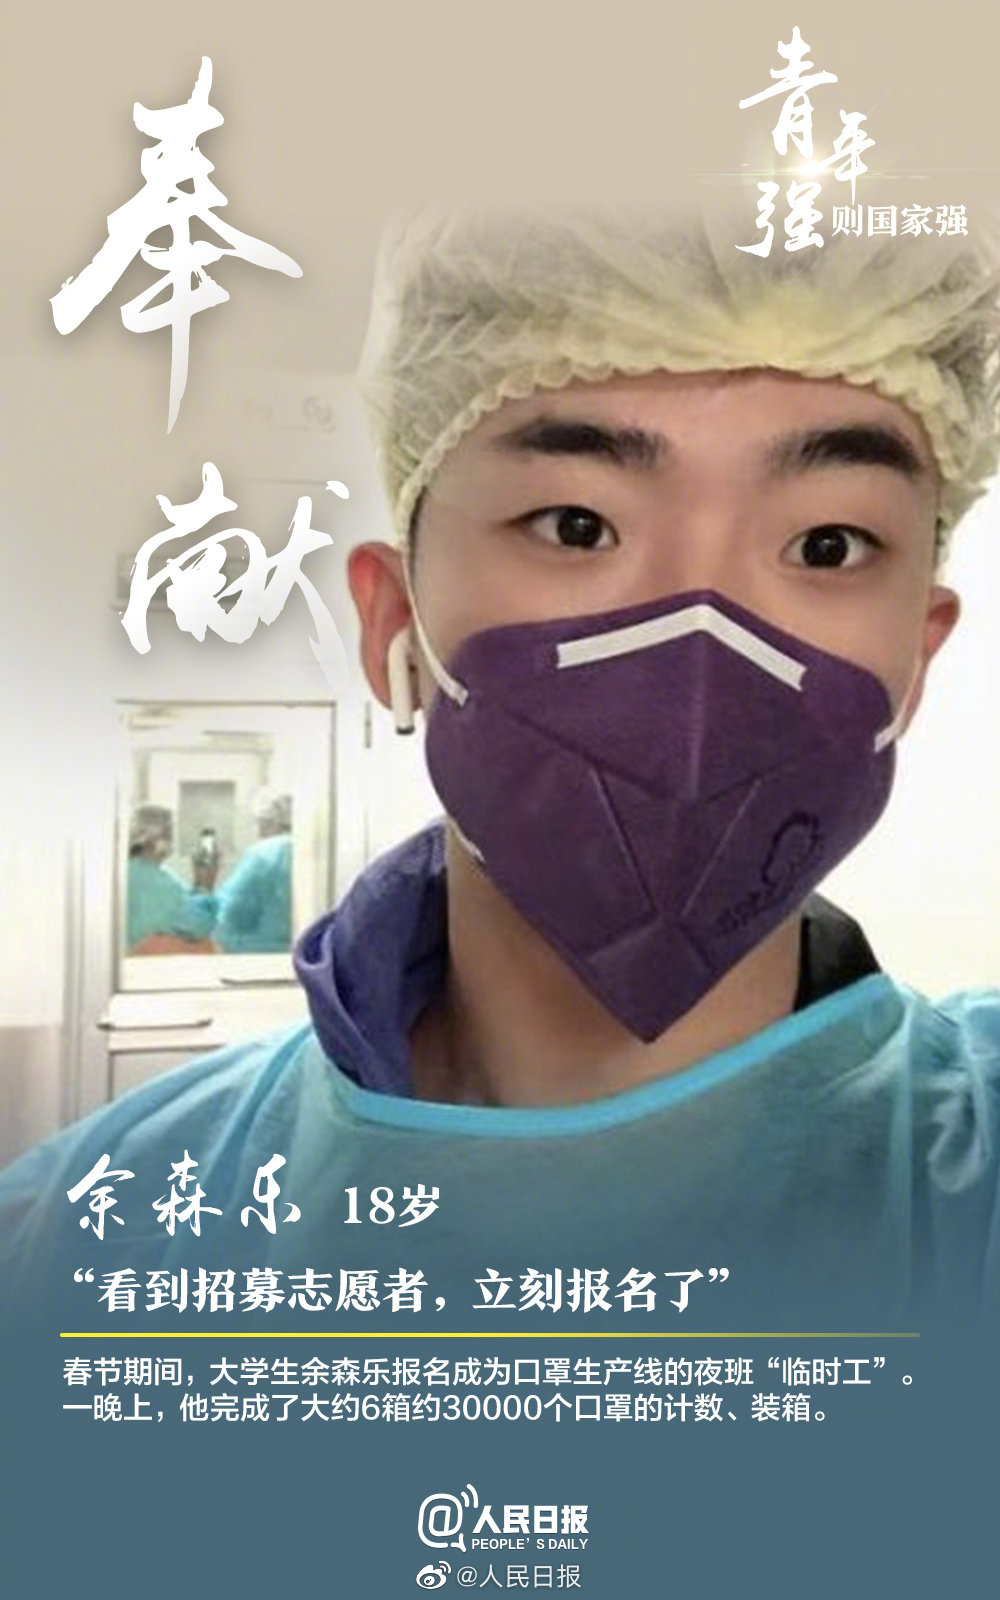 奉献
青年强则国家强
余森乐 18岁
“看到招募志愿者，立刻报名了”
春节期间，大学生余森乐报名成为口罩生产线的夜班“临时工”。
一晚上，他完成了大约6箱约30000个口罩的计数、装箱。
@人民日报
PEOPLE'S DAILY
@人民日报